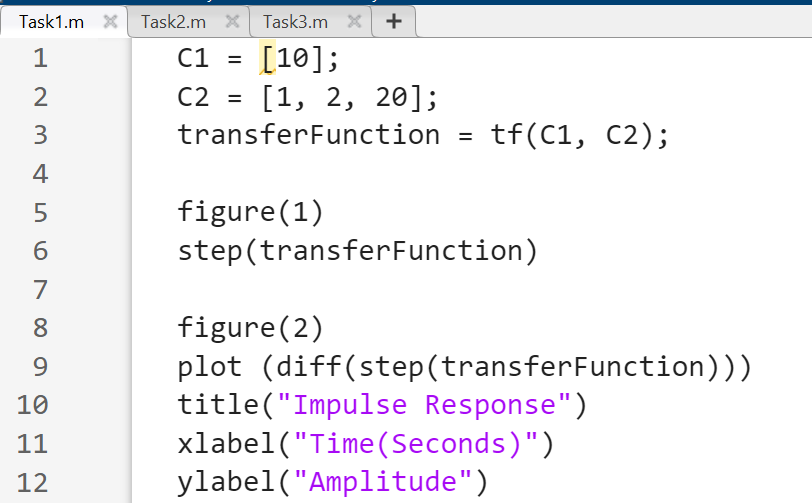 Task1.m Task2.m Task3.m +
1 C1 = [10];
2 C2 = [1, 2, 20];
3 transferFunction = tf(C1, C2);
4
5 figure(1)
6 step(transferFunction)
7
8 figure(2)
9 plot (diff(step(transferFunction)))
10 title("Impulse Response")
11 xlabel("Time(Seconds)")
12 ylabel("Amplitude")